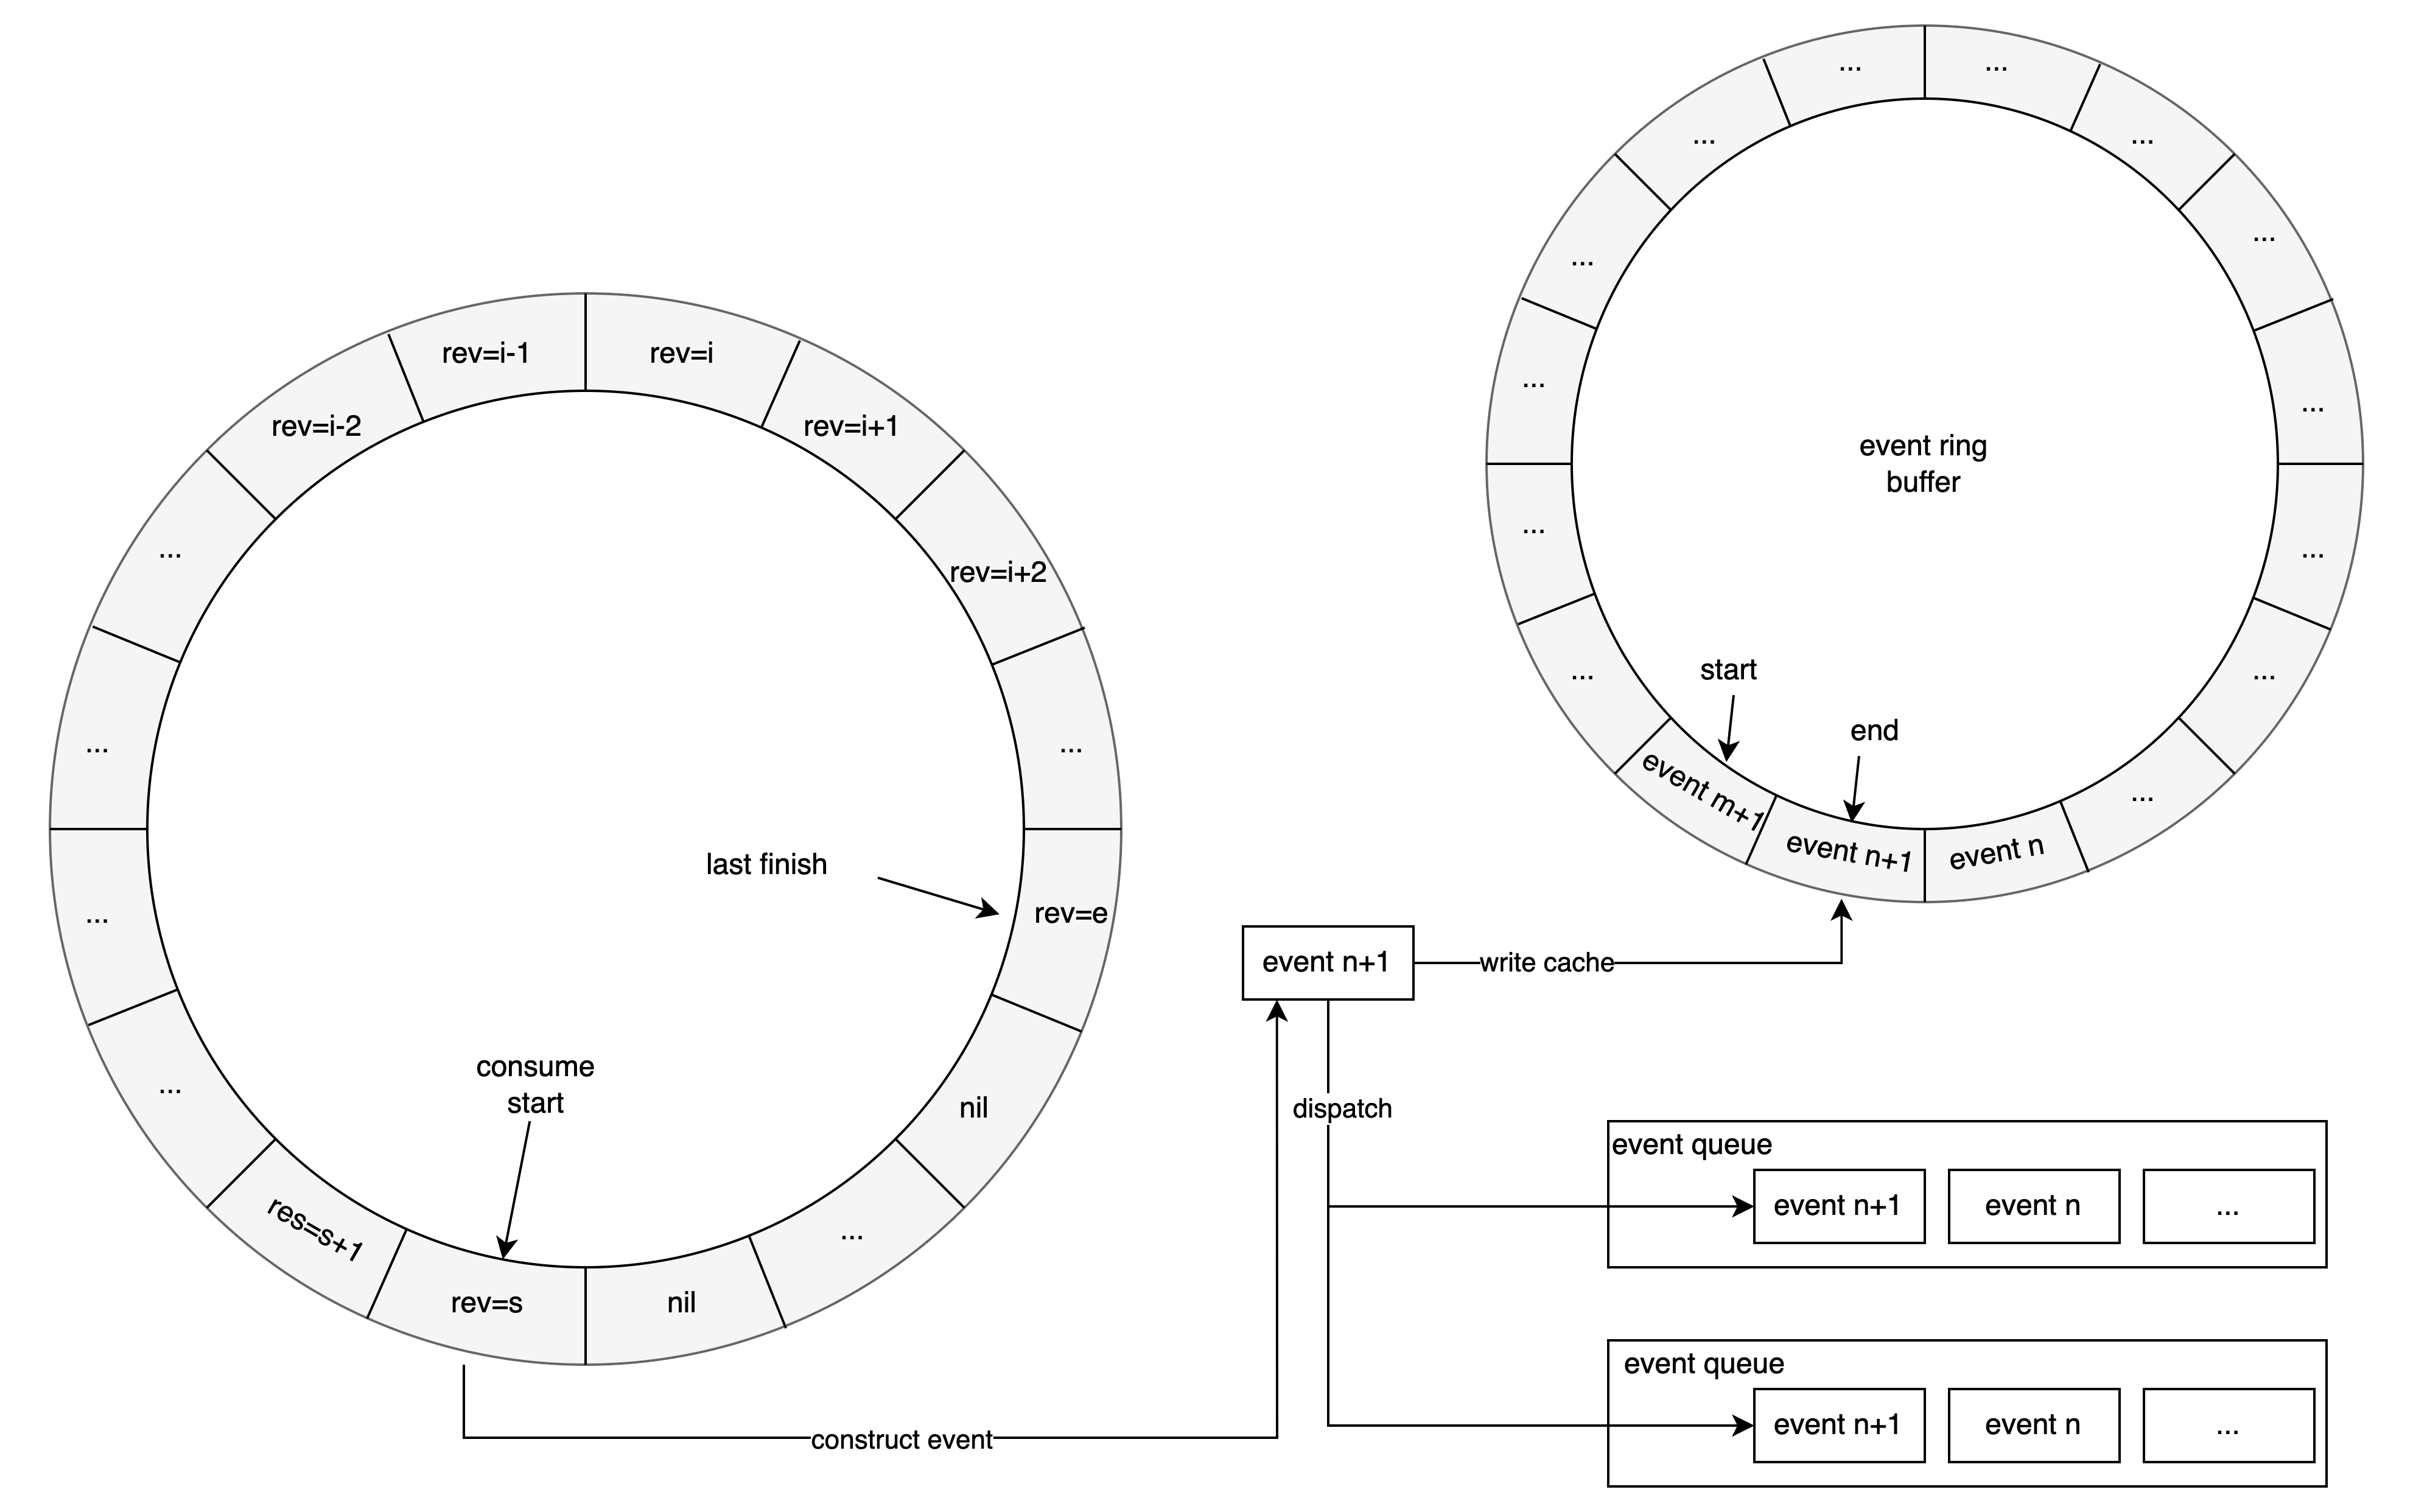 ...
...
...
...
...
...
...
...
...
...
event ring
buffer
...
...
...
...
start
end
event m+1
event n+1
event n
...
rev=i-1
rev=i
rev=i-2
rev=i+1
...
rev=i+2
...
...
last finish
...
rev=e
consume
start
...
nil
res=s+1
...
rev=s
nil
event n+1
write cache
dispatch
construct event
event queue
event n+1
event n
...
event queue
event n+1
event n
...